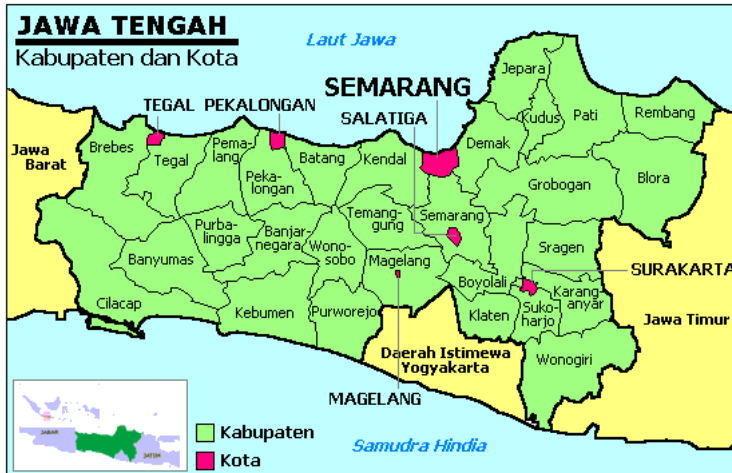 JAWA TENGAH
Kabupaten dan Kota
Laut Jawa
SEMARANG
TEGAL
PEKALONGAN
SALATIGA
Jepara
Kudus
Pati
Rembang
Jawa
Barat
Brebes
Tegal
Pema-
lang
Peka-
longan
Batang
Kendal
Demak
Grobogan
Blora
Temang-
gung
Semarang
Purba-
lingga
Banjar-
negara
Wono-
sobo
Banyumas
Magelang
Sragen
Boyolali
SURAKARTA
Karang-
anyar
Cilacap
Kebumen
Purworejo
Klaten
Suko-
harjo
Jawa Timur
Daerah Istimewa
Yogyakarta
Wonogiri
MAGELANG
JABAR
JATIM
Kabupaten
Kota
Samudra Hindia